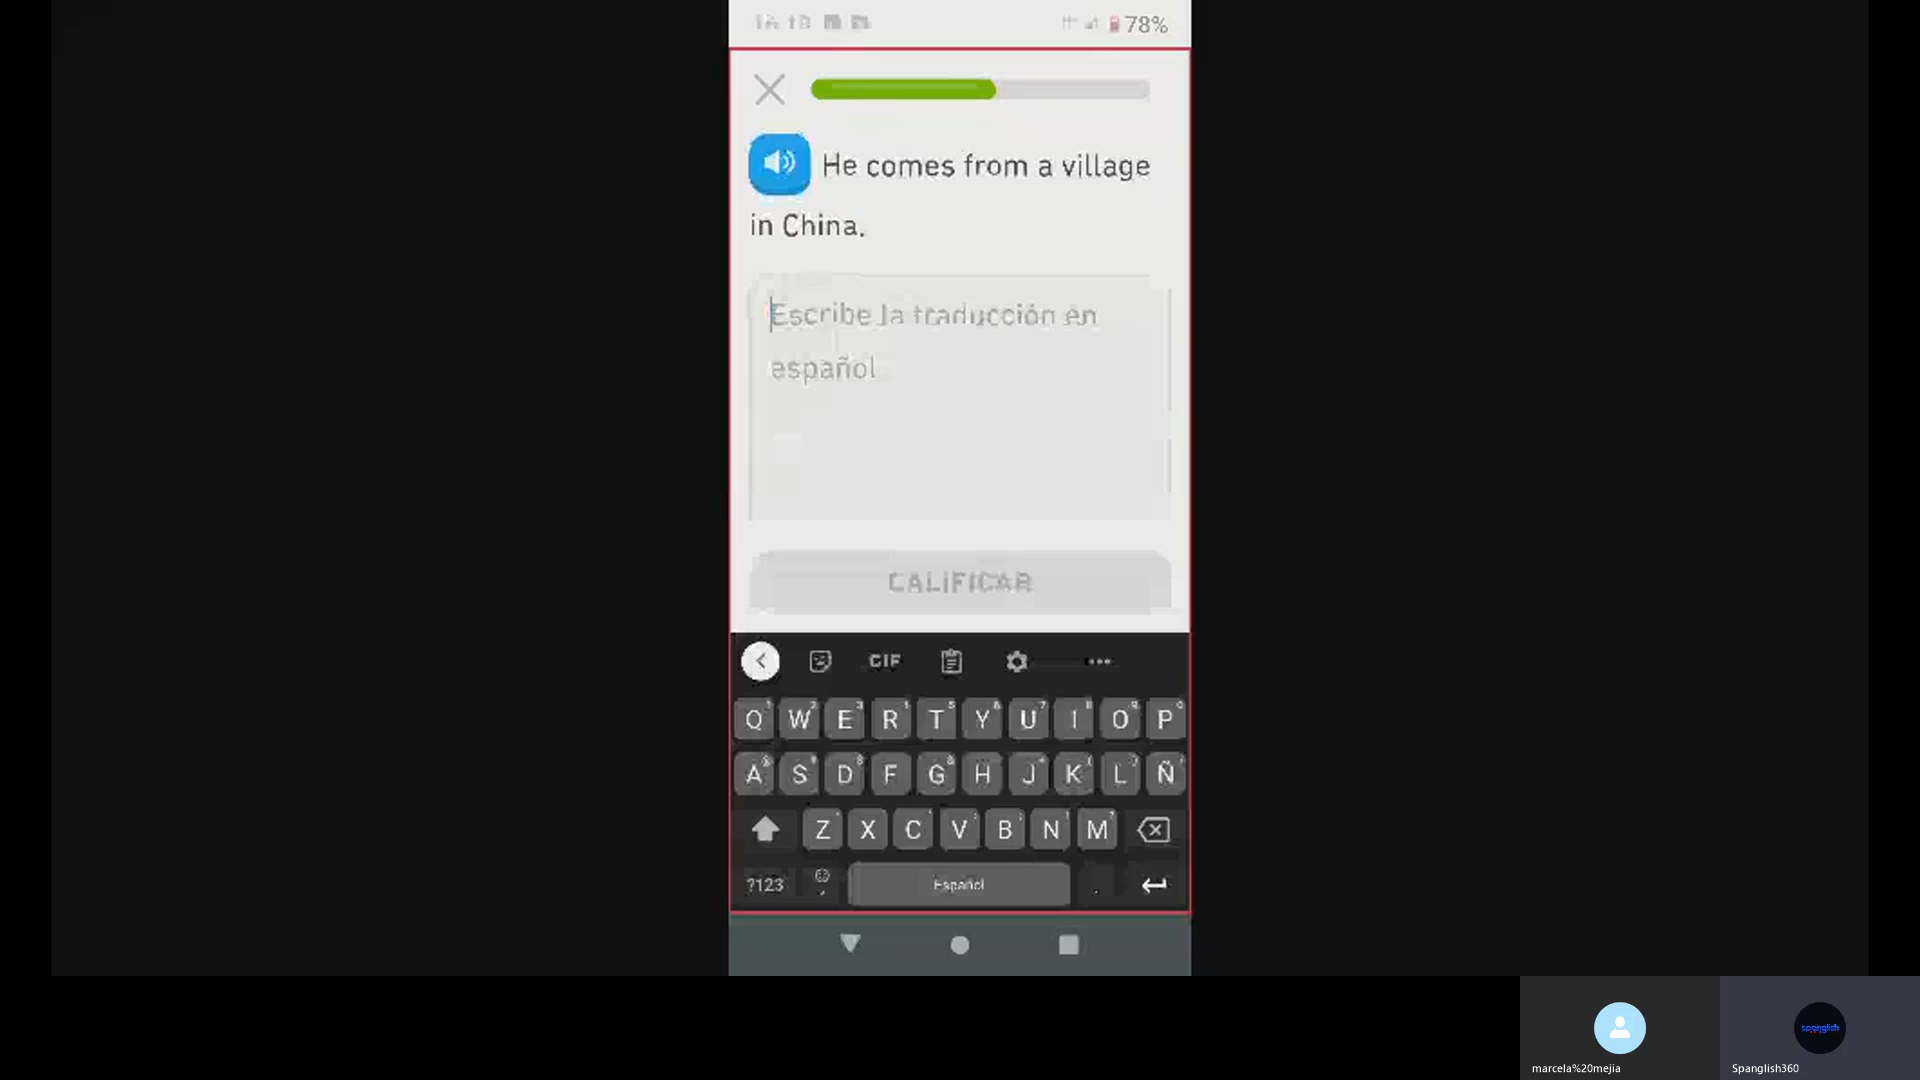 78%
He comes from a village
in China.
Escribe la traducción en
español
CALIFICAR
GIF
Q W E R T Y U I O P
A S D F G H J K L Ñ
Z X C V B N M
?123 Español .
marcela%20mejia
spanglish
Spanglish360